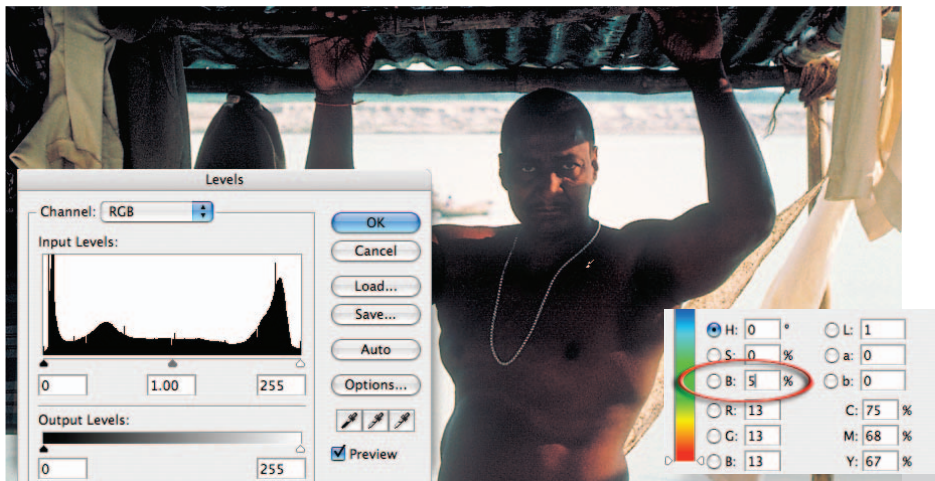 Levels
Channel: RGB
OK
Input Levels:
Cancel
Load...
Save...
Auto
0 1.00 255
Options...
Output Levels:
Preview
0 255
H: 0 ° L: 1
S: 0 % a: 0
B: 5 % b: 0
R: 13 C: 75 %
G: 13 M: 68 %
B: 13 Y: 67 %